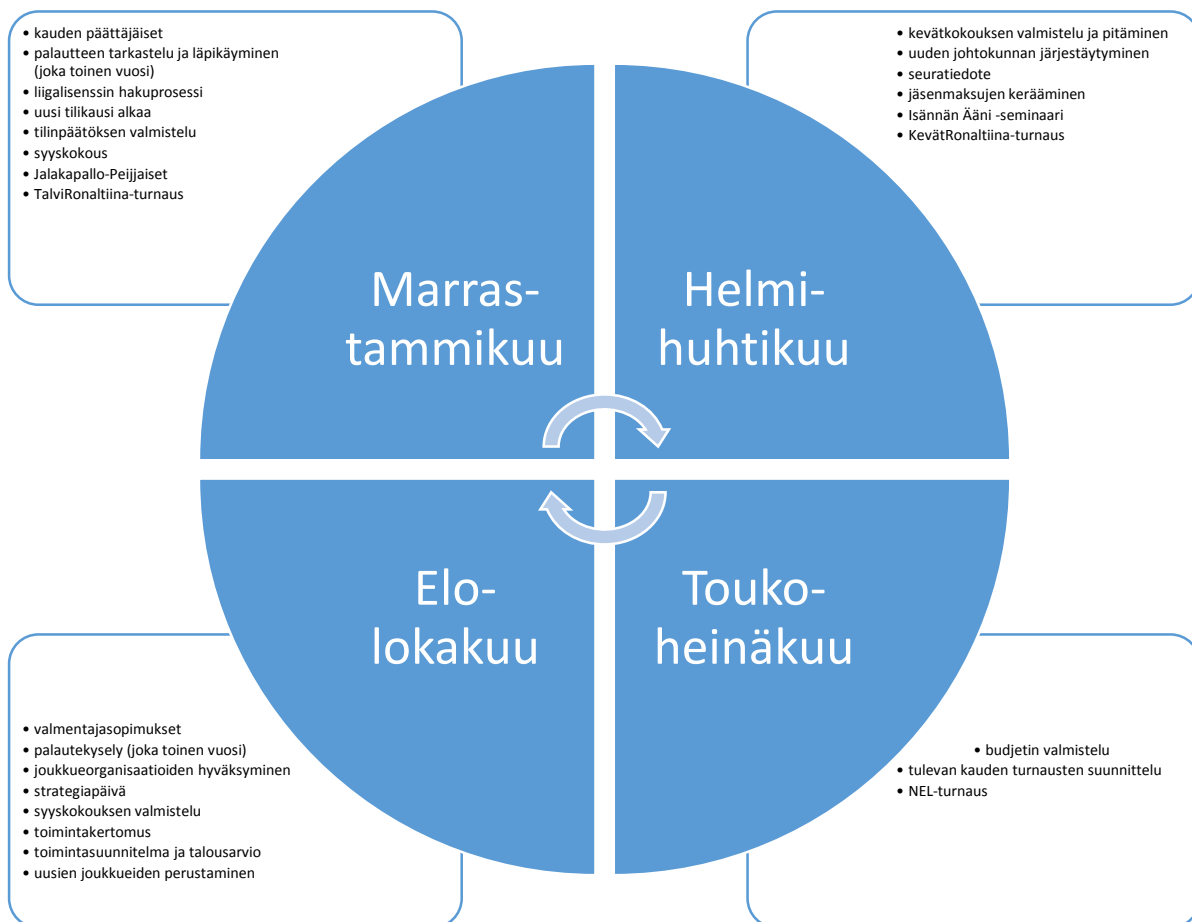 • kauden päättäjäiset
• palautteen tarkastelu ja läpikäyminen
(joka toinen vuosi)
• liigalisenssin hakuprosessi
• uusi tilikausi alkaa
• tilinpäätöksen valmistelu
• syyskokous
• Jalakapallo-Peijjaiset
• TalviRonaltiina-turnaus
• kevätkokouksen valmistelu ja pitäminen
• uuden johtokunnan järjestäytyminen
• seuratiedote
• jäsenmaksujen kerääminen
• Isännän Ääni -seminaari
• KevätRonaltiina-turnaus
Marras-
tammikuu
Helmi-
huhtikuu
Elo-
lokakuu
Touko-
heinäkuu
• valmentajasopimukset
• palautekysely (joka toinen vuosi)
• joukkueorganisaatioiden hyväksyminen
• strategiapäivä
• syyskokouksen valmistelu
• toimintakertomus
• toimintasuunnitelma ja talousarvio
• uusien joukkueiden perustaminen
• budjetin valmistelu
• tulevan kauden turnausten suunnittelu
• NEL-turnaus